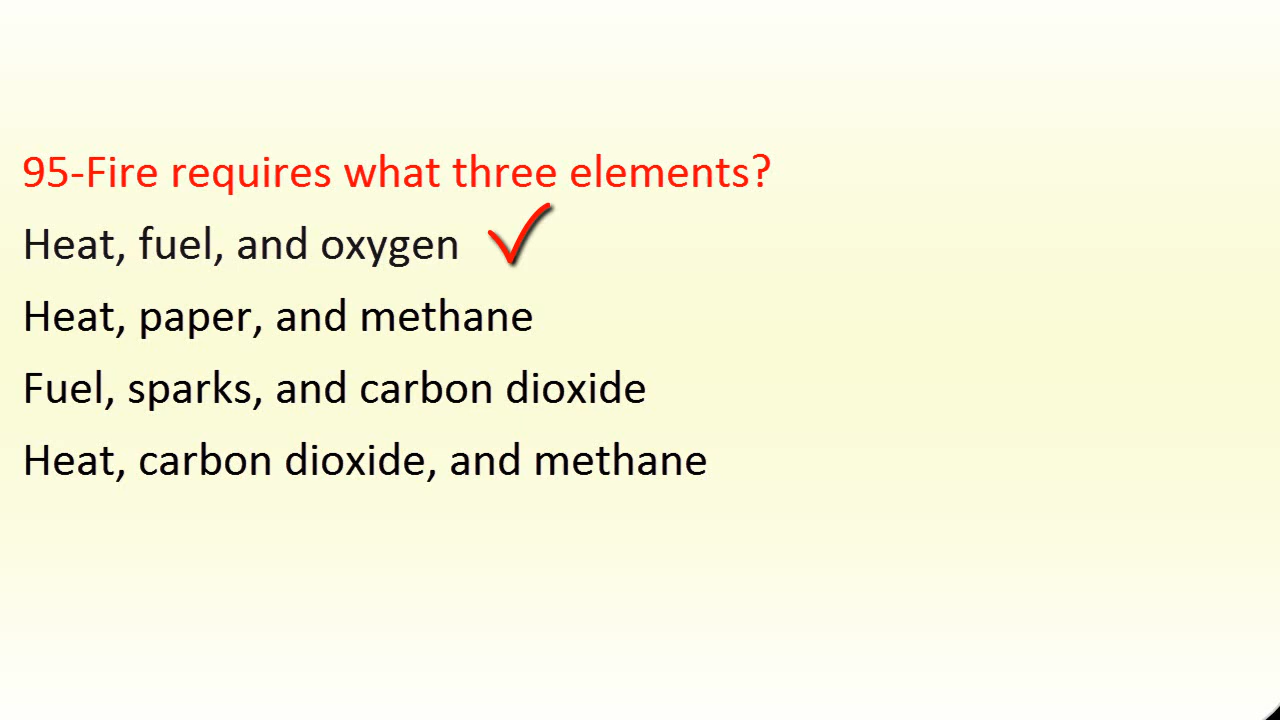 95-Fire requires what three elements?
Heat, fuel, and oxygen
Heat, paper, and methane
Fuel, sparks, and carbon dioxide
Heat, carbon dioxide, and methane